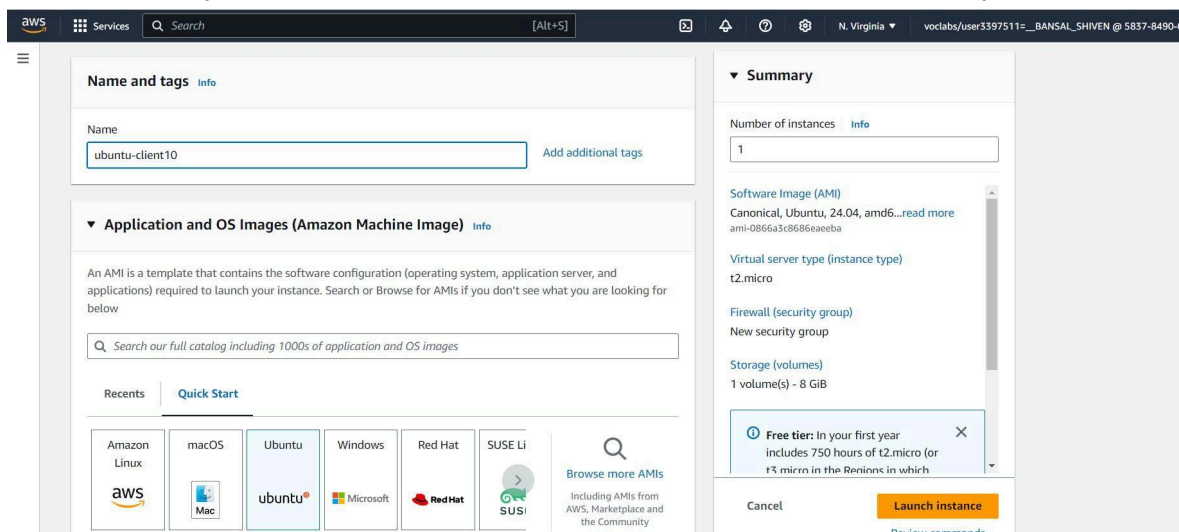 aws
Services
Search
[Alt+S]
N. Virginia
voclabs/user3397511=__BANSAL_SHIVEN @ 5837-8490-
Name and tags Info
Name
ubuntu-client10
Add additional tags
Application and OS Images (Amazon Machine Image) Info
An AMI is a template that contains the software configuration (operating system, application server, and
applications) required to launch your instance. Search or Browse for AMIs if you don't see what you are looking for
below
Search our full catalog including 1000s of application and OS images
Recents
Quick Start
Amazon
Linux
aws
macOS
Mac
Ubuntu
ubuntu®
Windows
Microsoft
Red Hat
Red Hat
SUSE Li
SUS
Browse more AMIs
Including AMIs from
AWS, Marketplace and
the Community
Summary
Number of instances Info
1
Software Image (AMI)
Canonical, Ubuntu, 24.04, amd6...read more
ami-0866a3c8686eaeeba
Virtual server type (instance type)
t2.micro
Firewall (security group)
New security group
Storage (volumes)
1 volume(s) - 8 GiB
Free tier: In your first year
includes 750 hours of t2.micro (or
t3.micro in the Regions in which
Cancel
Launch instance
Review commands